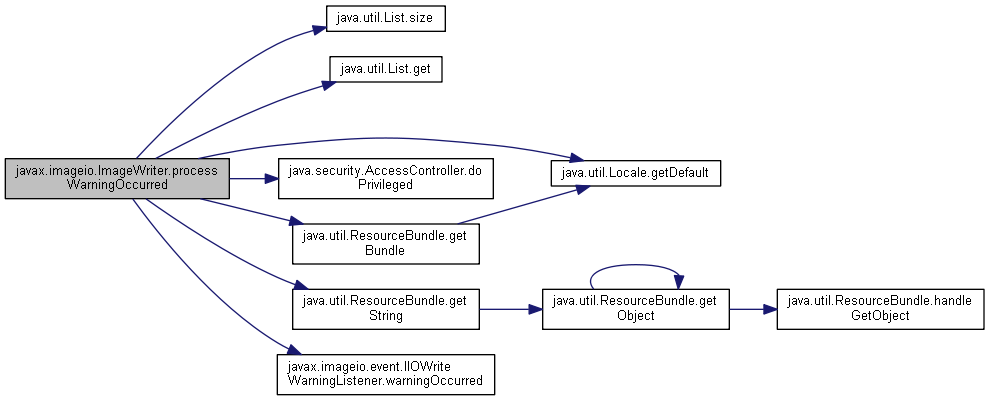 java.util.List.size
java.util.List.get
javax.imageio.ImageWriter.process
WarningOccurred
java.security.AccessController.do
Privileged
java.util.Locale.getDefault
java.util.ResourceBundle.get
Bundle
java.util.ResourceBundle.get
String
java.util.ResourceBundle.get
Object
java.util.ResourceBundle.handle
GetObject
javax.imageio.event.IIOWrite
WarningListener.warningOccurred